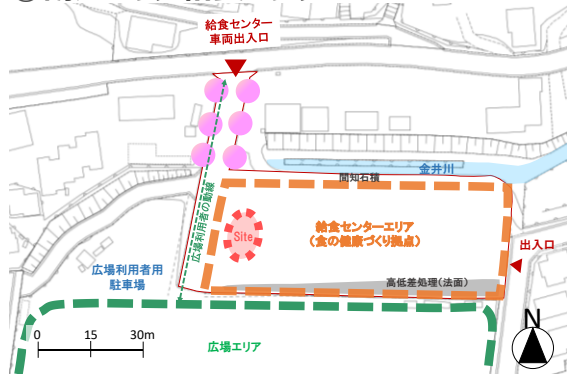 給食センター
車両出入口
金井川
間知石積
広場利用者の動線
Site
給食センターエリア
（食の健康づくり拠点）
出入口
広場利用者用
駐車場
高低差処理(法面)
N
0 15 30m
広場エリア